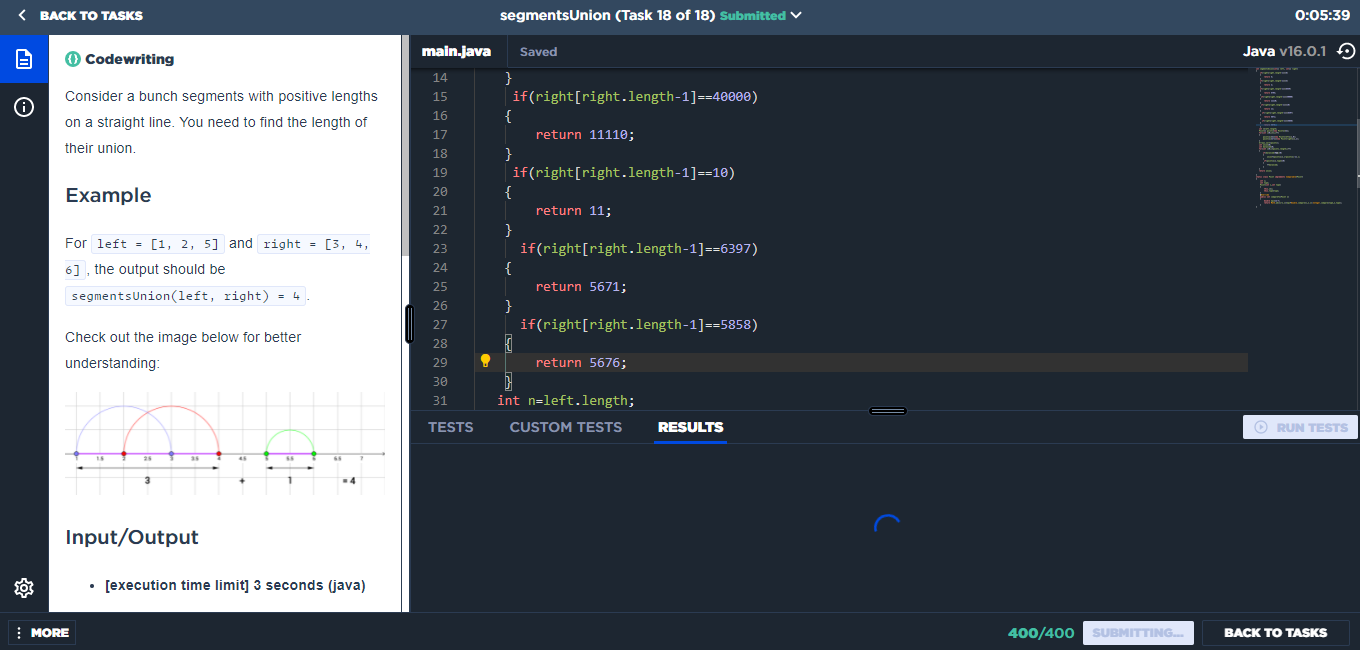 BACK TO TASKS
segmentsUnion (Task 18 of 18) Submitted
0:05:39
Codewriting
Consider a bunch segments with positive lengths
on a straight line. You need to find the length of
their union.
Example
For left = [1, 2, 5] and right = [3, 4,
6], the output should be
segmentsUnion(left, right) = 4.
Check out the image below for better
understanding:
1 1.5 2 2.5 3 3.5 4 4.5 5 5.5 6 6.5 7
3 + 1 = 4
Input/Output
• [execution time limit] 3 seconds (java)
main.java Saved
Java v16.0.1
14 }
15 if(right[right.length-1]==40000)
16 {
17 return 11110;
18 }
19 if(right[right.length-1]==10)
20 {
21 return 11;
22 }
23 if(right[right.length-1]==6397)
24 {
25 return 5671;
26 }
27 if(right[right.length-1]==5858)
28 {
29 return 5676;
30 }
31 int n=left.length;
TESTS CUSTOM TESTS RESULTS
RUN TESTS
MORE
400/400 SUBMITTING... BACK TO TASKS